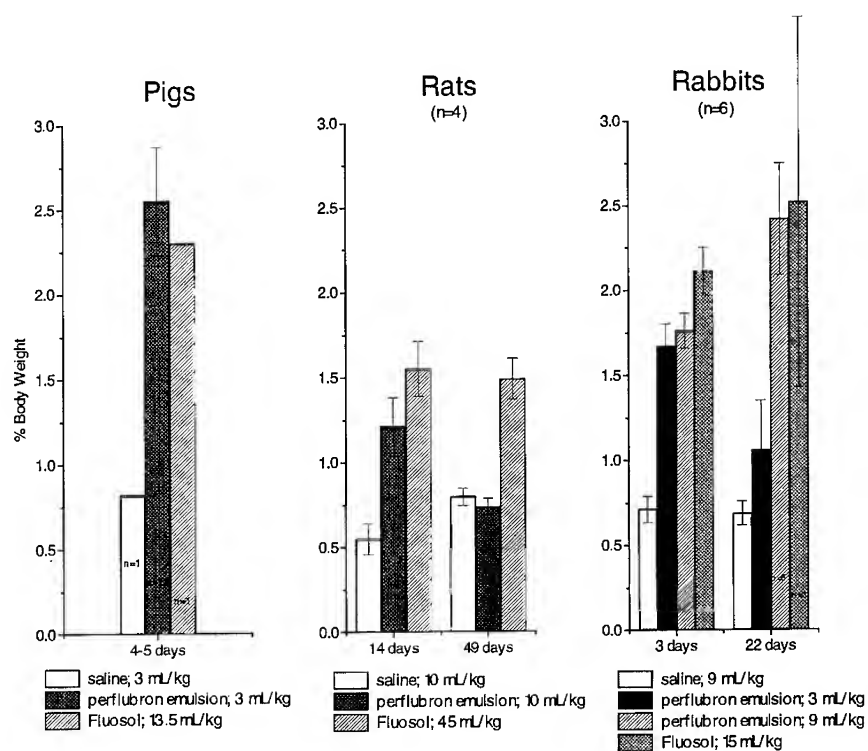 Pigs
Rats
(n=4)
Rabbits
(n=6)
% Body Weight
3.0
2.5
2.0
1.5
1.0
0.5
0.0
n=1
n=1
4-5 days
saline; 3 mL/kg
perflubron emulsion; 3 mL/kg
Fluosol; 13.5 mL/kg
3.0
2.5
2.0
1.5
1.0
0.5
0.0
14 days
49 days
saline; 10 mL/kg
perflubron emulsion; 10 mL/kg
Fluosol; 45 mL/kg
3.0
2.5
2.0
1.5
1.0
0.5
0.0
3 days
22 days
saline; 9 mL/kg
perflubron emulsion; 3 mL/kg
perflubron emulsion; 9 mL/kg
Fluosol; 15 mL/kg